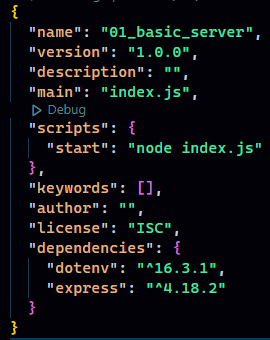 {
"name": "01_basic_server",
"version": "1.0.0",
"description": "",
"main": "index.js",
Debug
"scripts": {
"start": "node index.js"
},
"keywords": [],
"author": "",
"license": "ISC",
"dependencies": {
"dotenv": "^16.3.1",
"express": "^4.18.2"
}
}